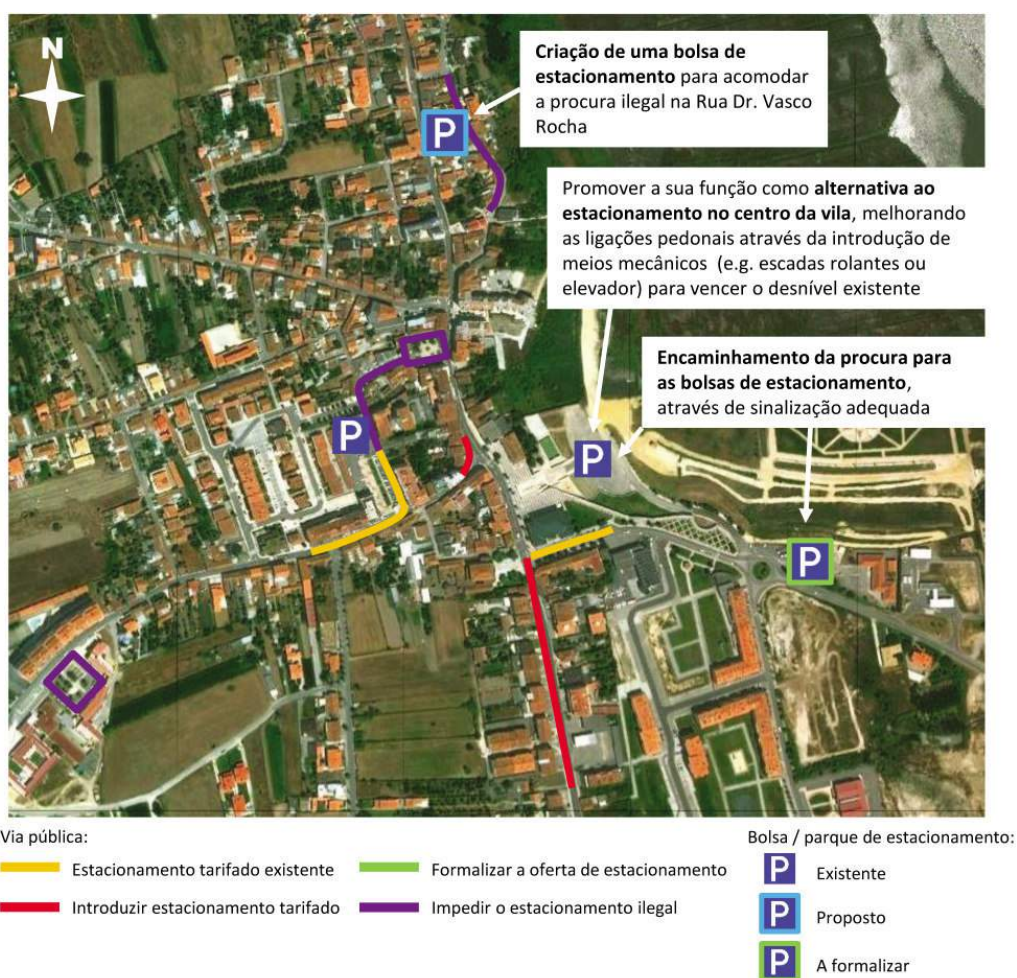 N
Criação de uma bolsa de
estacionamento para acomodar
a procura ilegal na Rua Dr. Vasco
Rocha
P
Promover a sua função como alternativa ao
estacionamento no centro da vila, melhorando
as ligações pedonais através da introdução de
meios mecânicos (e.g. escadas rolantes ou
elevador) para vencer o desnível existente
Encaminhamento da procura para
as bolsas de estacionamento,
através de sinalização adequada
P
P
P
Via pública:
Estacionamento tarifado existente
Introduzir estacionamento tarifado
Formalizar a oferta de estacionamento
Impedir o estacionamento ilegal
Bolsa / parque de estacionamento:
P Existente
P Proposto
P A formalizar